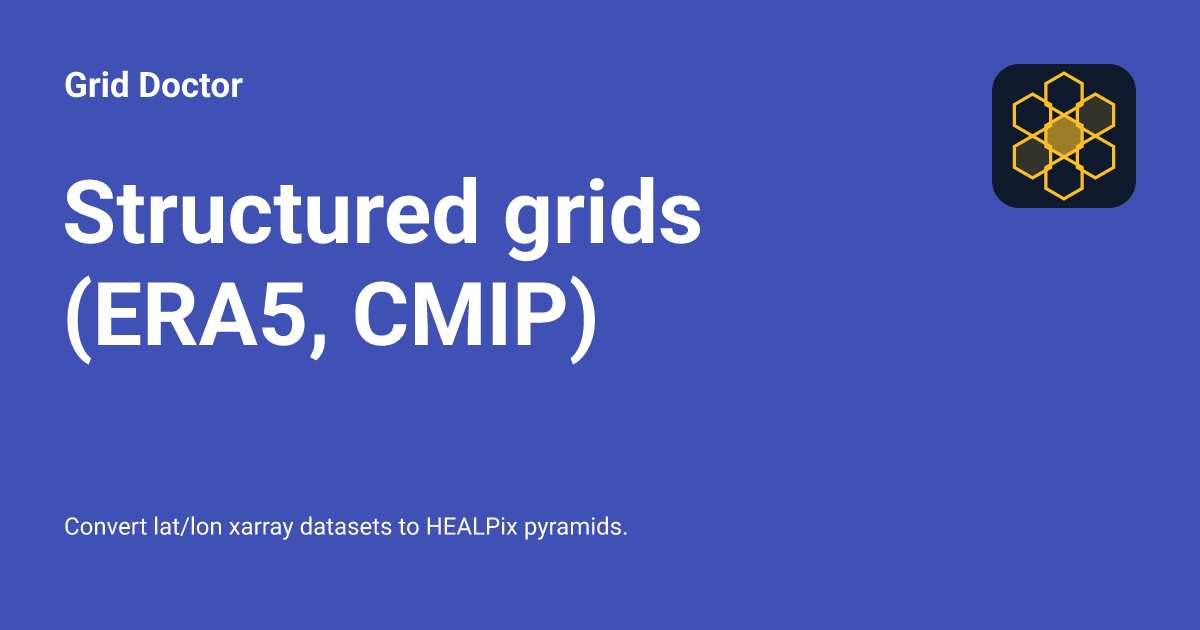 Grid Doctor
Structured grids
(ERA5, CMIP)
Convert lat/lon xarray datasets to HEALPix pyramids.